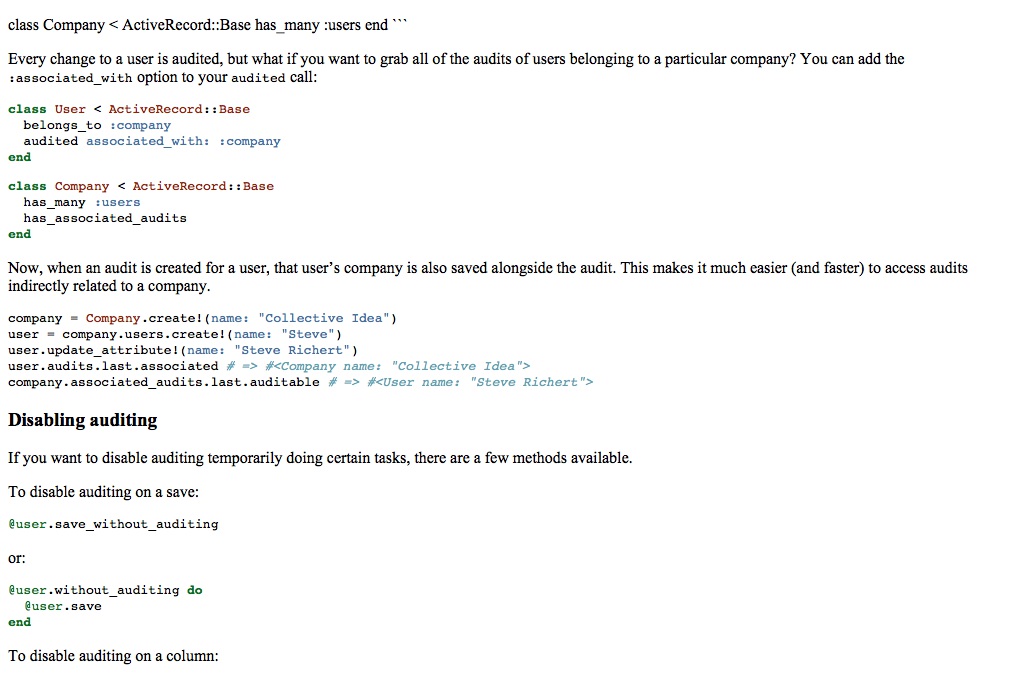 class Company < ActiveRecord::Base has_many :users end ```
Every change to a user is audited, but what if you want to grab all of the audits of users belonging to a particular company? You can add the
:associated_with option to your audited call:
class User < ActiveRecord::Base
  belongs_to :company
  audited associated_with: :company
end
class Company < ActiveRecord::Base
  has_many :users
  has_associated_audits
end
Now, when an audit is created for a user, that user’s company is also saved alongside the audit. This makes it much easier (and faster) to access audits
indirectly related to a company.
company = Company.create!(name: "Collective Idea")
user = company.users.create!(name: "Steve")
user.update_attribute!(name: "Steve Richert")
user.audits.last.associated # => #<Company name: "Collective Idea">
company.associated_audits.last.auditable # => #<User name: "Steve Richert">
Disabling auditing
If you want to disable auditing temporarily doing certain tasks, there are a few methods available.
To disable auditing on a save:
@user.save_without_auditing
or:
@user.without_auditing do
  @user.save
end
To disable auditing on a column: